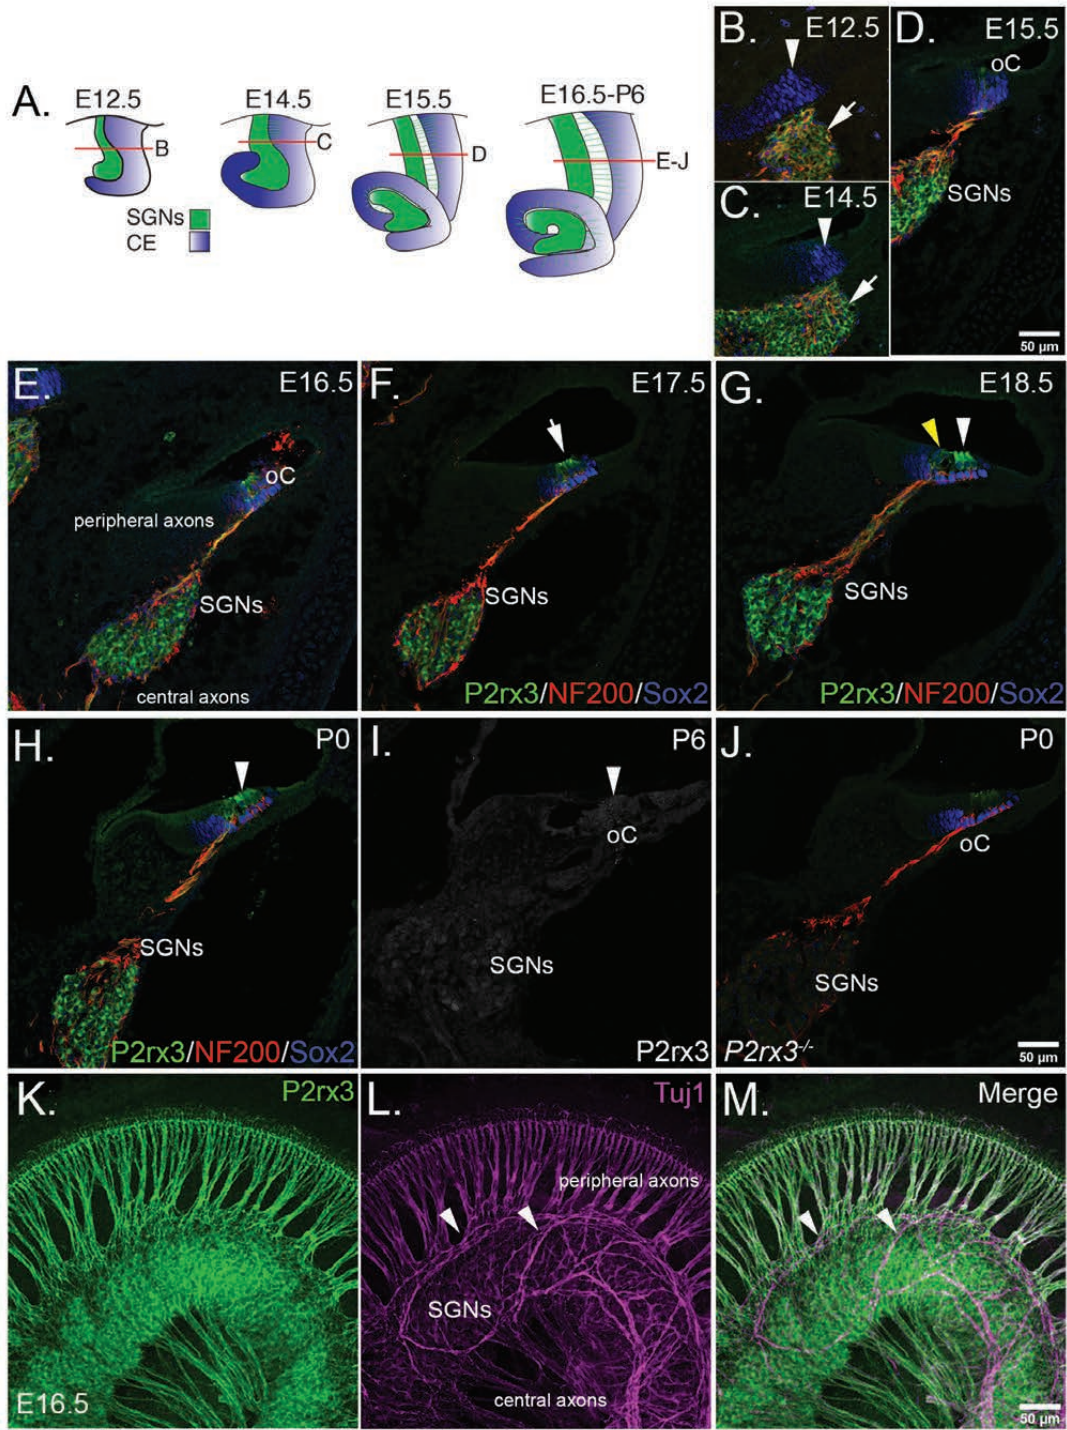 A.
E12.5
E14.5
E15.5
E16.5-P6
B
C
D
E-J
SGNs
CE
B.
E12.5
C.
E14.5
D.
E15.5
oC
SGNs
50 µm
E.
E16.5
oC
peripheral axons
SGNs
central axons
F.
E17.5
SGNs
P2rx3/NF200/Sox2
G.
E18.5
SGNs
P2rx3/NF200/Sox2
H.
P0
SGNs
P2rx3/NF200/Sox2
I.
P6
oC
SGNs
P2rx3
J.
P0
oC
SGNs
P2rx3-/-
50 µm
K.
P2rx3
E16.5
L.
Tuj1
peripheral axons
SGNs
central axons
M.
Merge
50 µm